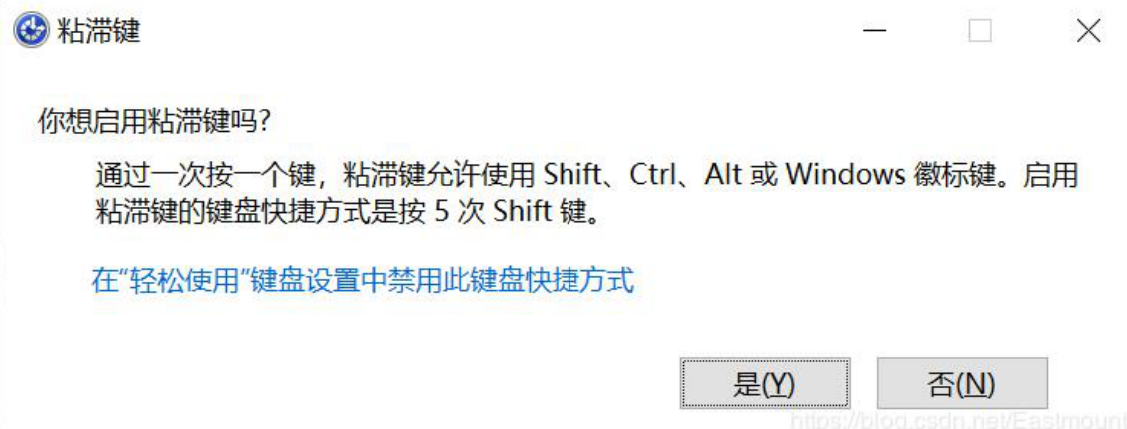 粘滞键
你想启用粘滞键吗?
通过一次按一个键，粘滞键允许使用 Shift、Ctrl、Alt 或 Windows 徽标键。启用
粘滞键的键盘快捷方式是按 5 次 Shift 键。
在“轻松使用”键盘设置中禁用此键盘快捷方式
是(Y) 否(N)
https://blog.csdn.net/Eastmount